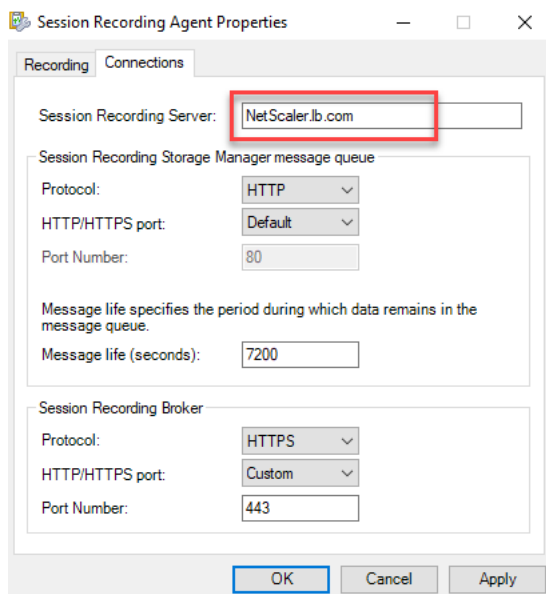 Session Recording Agent Properties
Recording Connections
Session Recording Server: NetScaler.lb.com
Session Recording Storage Manager message queue
Protocol: HTTP
HTTP/HTTPS port: Default
Port Number: 80
Message life specifies the period during which data remains in the
message queue.
Message life (seconds): 7200
Session Recording Broker
Protocol: HTTPS
HTTP/HTTPS port: Custom
Port Number: 443
OK Cancel Apply